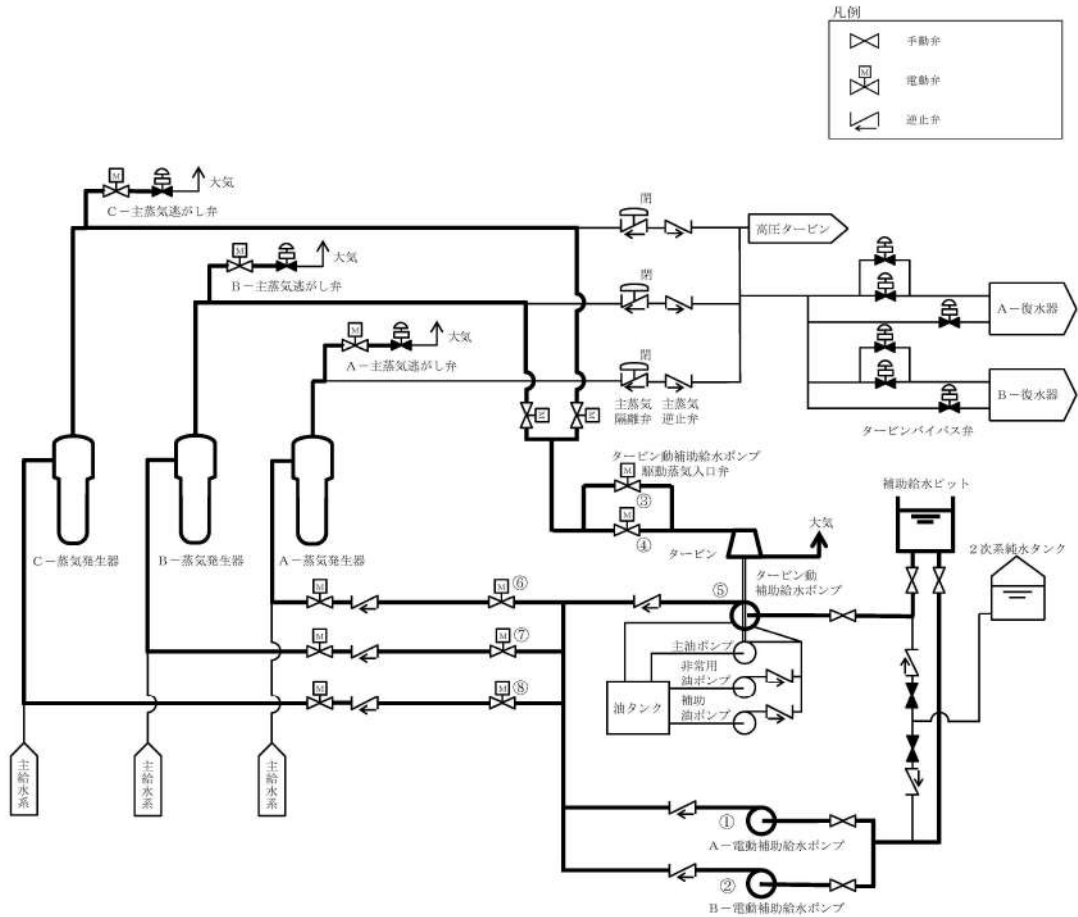 凡例
M
手動弁
電動弁
逆止弁
M
大気
C－主蒸気逃がし弁
M
大気
B－主蒸気逃がし弁
M
大気
A－主蒸気逃がし弁
閉
閉
閉
主蒸気
隔離弁
主蒸気
逆止弁
高圧タービン
A－復水器
B－復水器
タービンバイパス弁
M
M
C－蒸気発生器
B－蒸気発生器
A－蒸気発生器
タービン動補助給水ポンプ
駆動蒸気入口弁
M
③
M
④
タービン
大気
補助給水ピット
2次系純水タンク
タービン動
補助給水ポンプ
⑤
M
M
⑥
M
M
⑦
M
M
⑧
主油ポンプ
非常用
油ポンプ
補助
油ポンプ
油タンク
主給水系
主給水系
主給水系
①
A－電動補助給水ポンプ
②
B－電動補助給水ポンプ